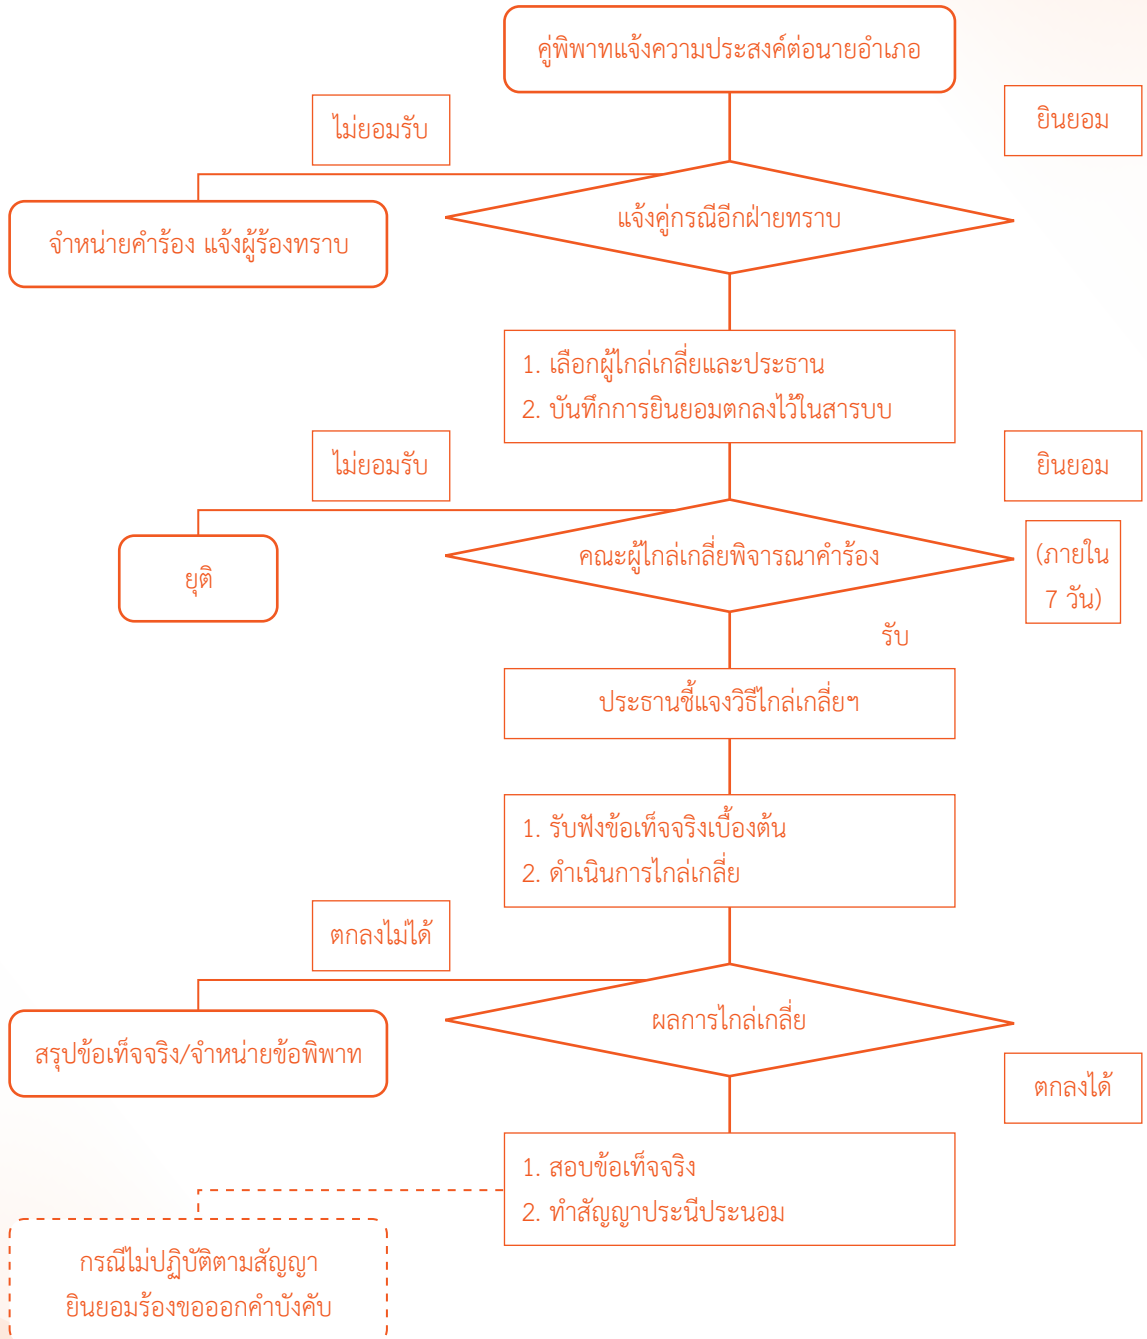 คู่พิพาทแจ้งความประสงค์ต่อนายอำเภอ
ไม่ยอมรับ
ยินยอม
แจ้งคู่กรณีอีกฝ่ายทราบ
จำหน่ายคำร้อง แจ้งผู้ร้องทราบ
1. เลือกผู้ไกล่เกลี่ยและประธาน
2. บันทึกการยินยอมตกลงไว้ในสารบบ
ไม่ยอมรับ
ยินยอม
คณะผู้ไกล่เกลี่ยพิจารณาคำร้อง
(ภายใน
7 วัน)
ยุติ
รับ
ประธานชี้แจงวิธีไกล่เกลี่ยฯ
1. รับฟังข้อเท็จจริงเบื้องต้น
2. ดำเนินการไกล่เกลี่ย
ตกลงไม่ได้
ผลการไกล่เกลี่ย
สรุปข้อเท็จจริง/จำหน่ายข้อพิพาท
ตกลงได้
1. สอบข้อเท็จจริง
2. ทำสัญญาประนีประนอม
กรณีไม่ปฏิบัติตามสัญญา
ยินยอมร้องขอออกคำบังคับ